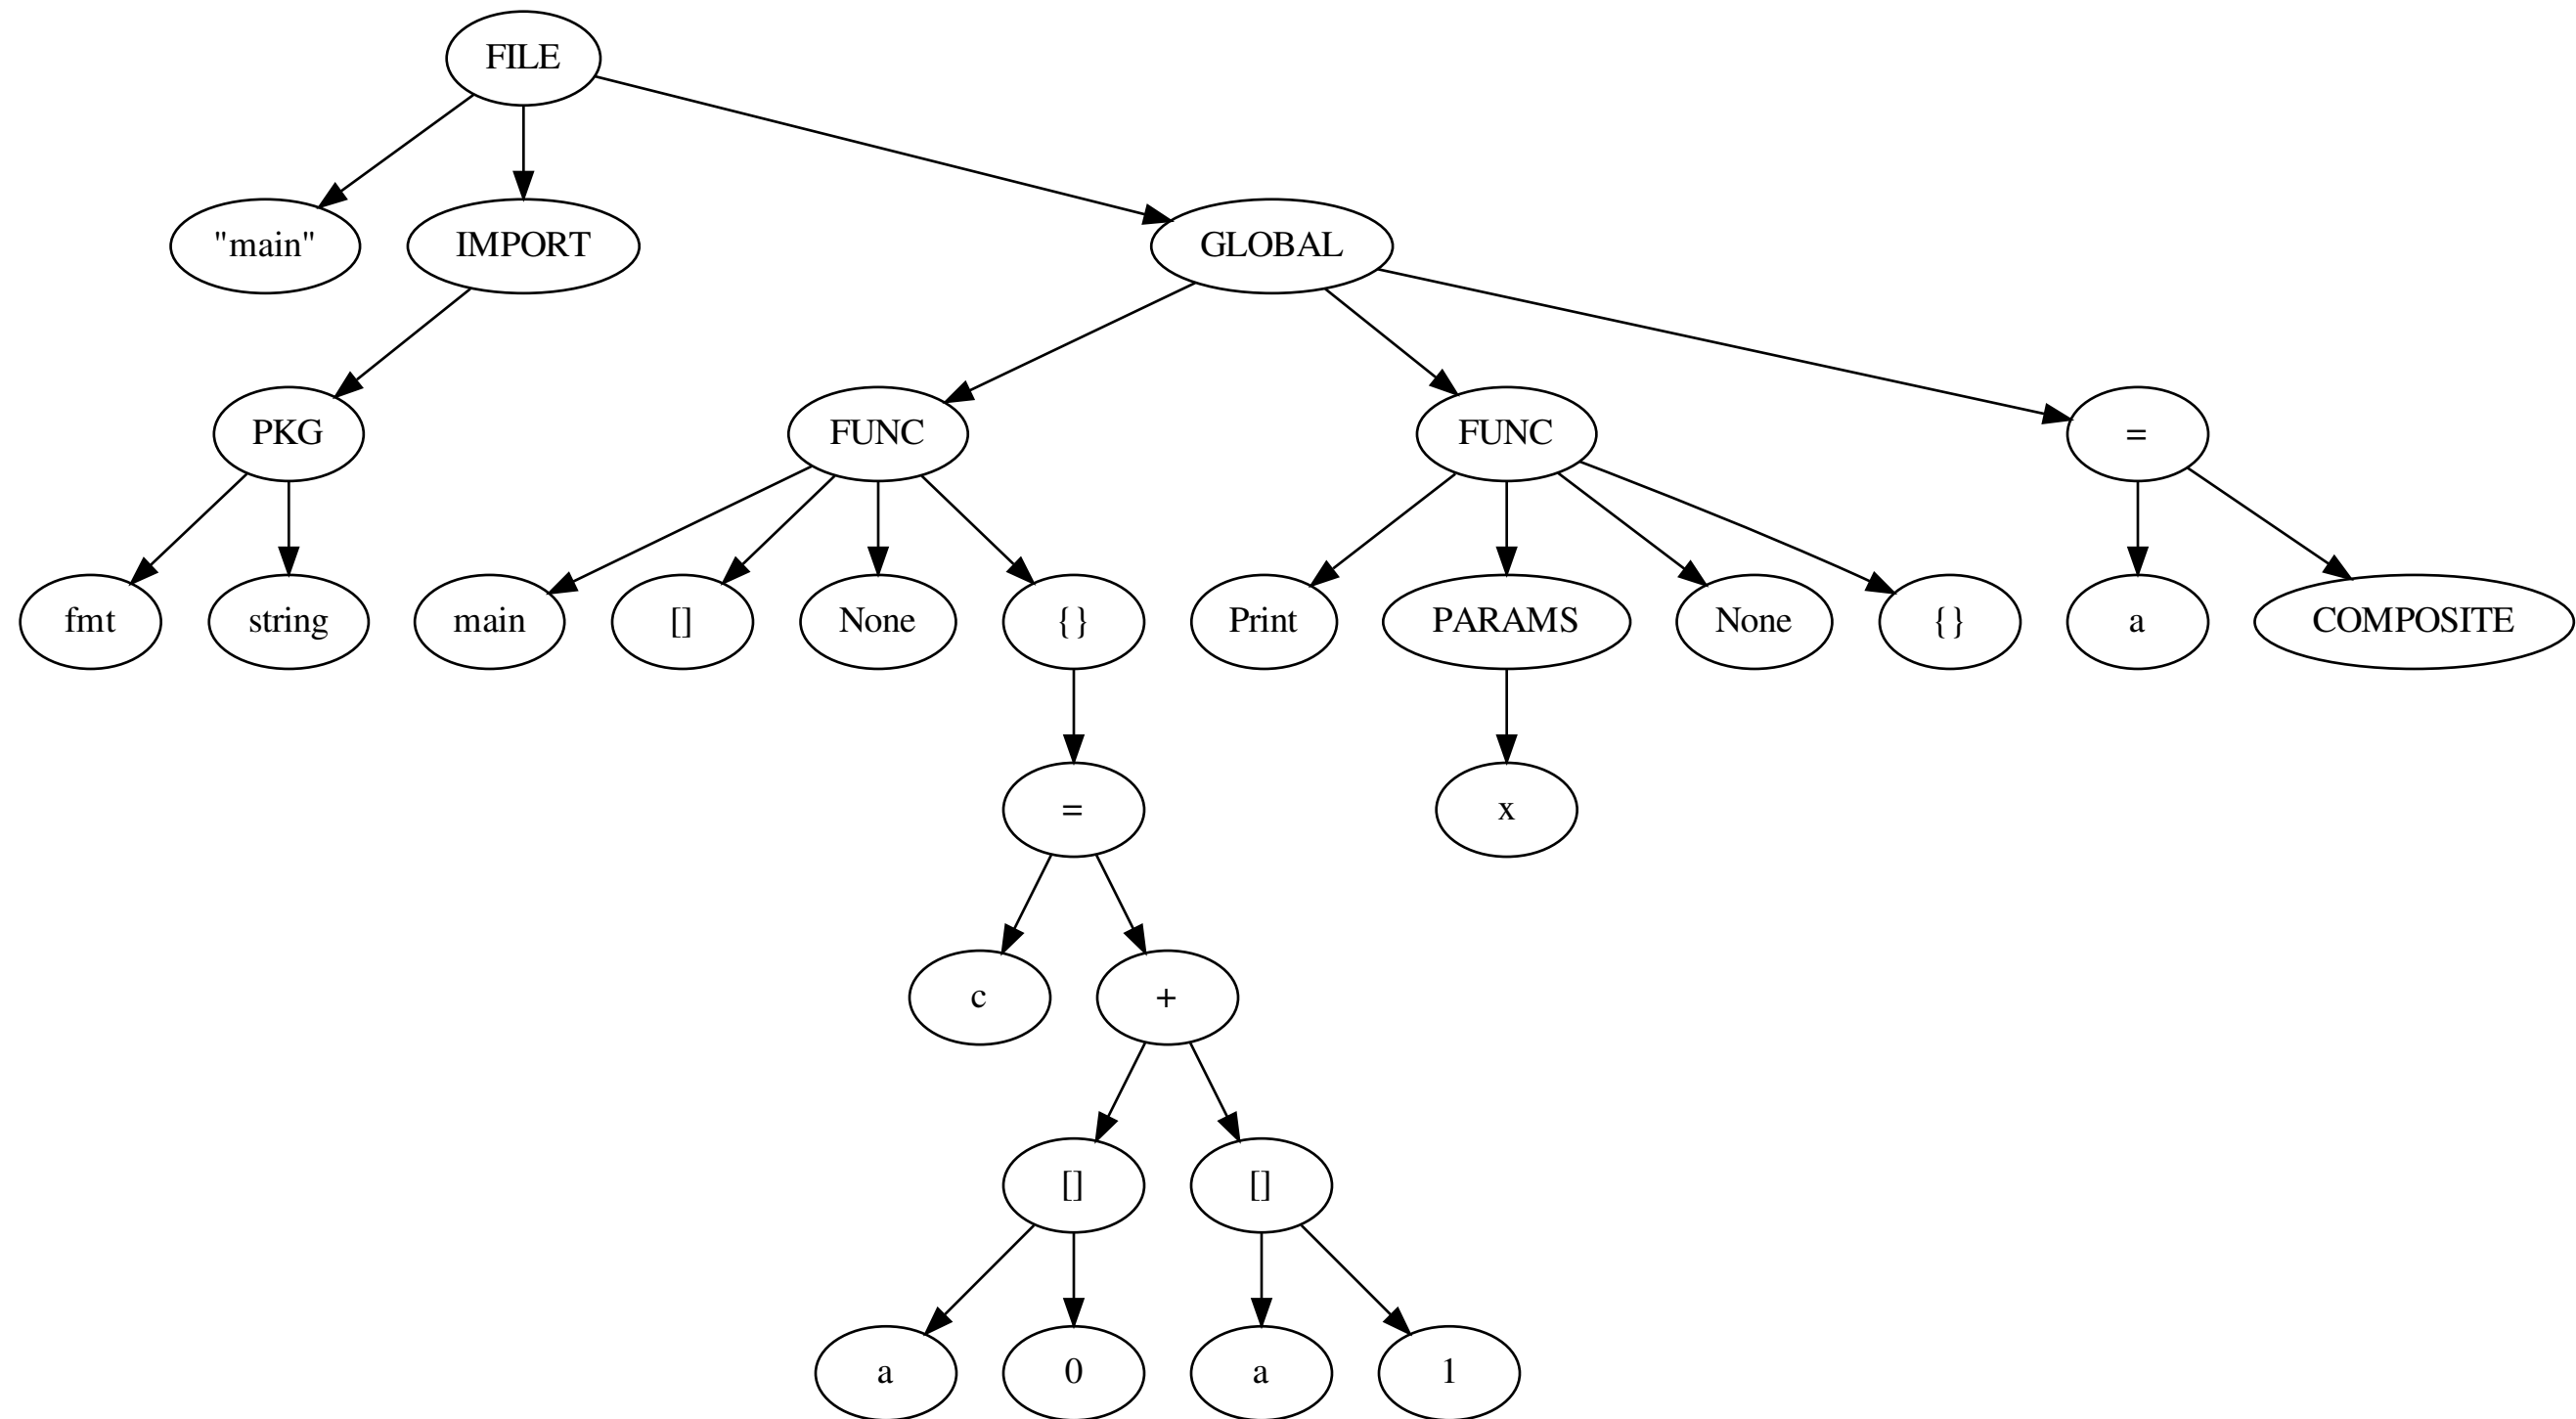 FILE
"main"
IMPORT
GLOBAL
PKG
FUNC
FUNC
=
fmt
string
main
[]
None
{}
Print
PARAMS
None
{}
a
COMPOSITE
=
x
c
+
[]
[]
a
0
a
1